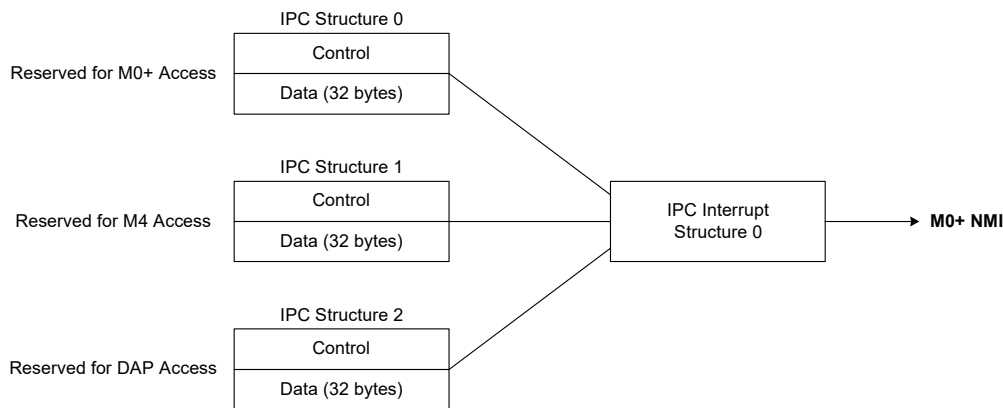 IPC Structure 0
Control
Reserved for M0+ Access
Data (32 bytes)
IPC Structure 1
Control
Reserved for M4 Access
Data (32 bytes)
IPC Interrupt
Structure 0
M0+ NMI
IPC Structure 2
Control
Reserved for DAP Access
Data (32 bytes)